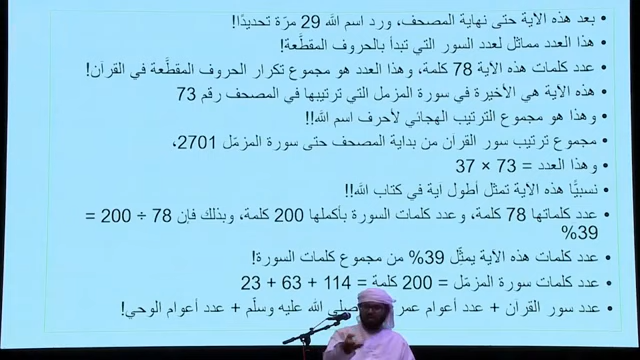 بعد هذه الآية حتى نهاية المصحف، ورد اسم الله 29 مرّة تحديدًا!
هذا العدد مماثل لعدد السور التي تبدأ بالحروف المقطَّعة!
عدد كلمات هذه الآية 78 كلمة، وهذا العدد هو مجموع تكرار الحروف المقطَّعة في القرآن!
هذه الآية هي الأخيرة في سورة المزمل التي ترتيبها في المصحف رقم 73
وهذا هو مجموع الترتيب الهجائي لأحرف اسم الله!!
مجموع ترتيب سور القرآن من بداية المصحف حتى سورة المزمّل 2701،
وهذا العدد = 73 × 37
نسبيًّا هذه الآية تمثل أطول آية في كتاب الله!!
عدد كلماتها 78 كلمة، وعدد كلمات السورة بأكملها 200 كلمة، وبذلك فإن 78 ÷ 200 =
39%
عدد كلمات هذه الآية يمثّل 39% من مجموع كلمات السورة!
عدد كلمات سورة المزمّل = 200 كلمة = 114 + 63 + 23
عدد سور القرآن + عدد أعوام عمر صلى الله عليه وسلّم + عدد أعوام الوحي!